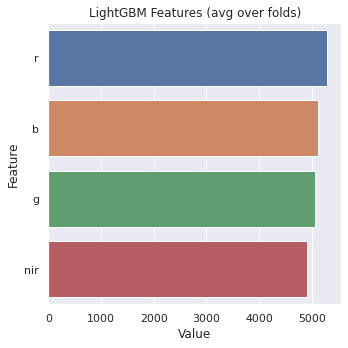 LightGBM Features (avg over folds)
Feature
r
b
g
nir
0 1000 2000 3000 4000 5000
Value